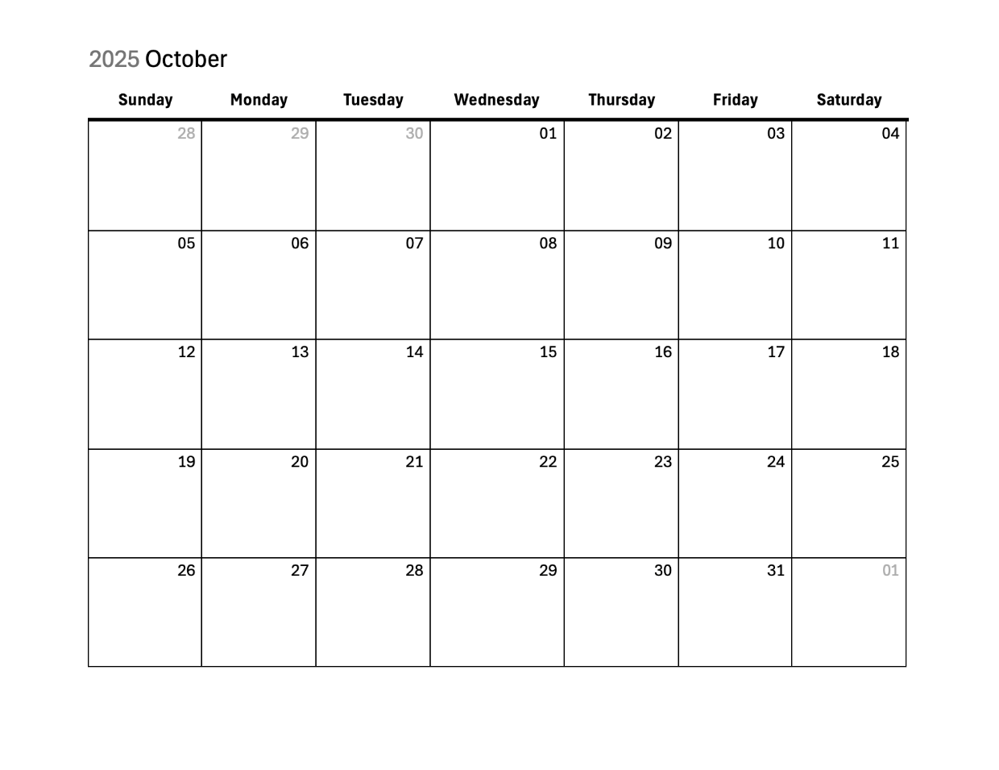 2025 October
Sunday Monday Tuesday Wednesday Thursday Friday Saturday
28 29 30 01 02 03 04
05 06 07 08 09 10 11
12 13 14 15 16 17 18
19 20 21 22 23 24 25
26 27 28 29 30 31 01